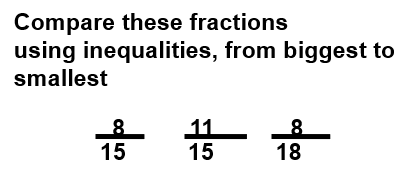 Compare these fractions
using inequalities, from biggest to
smallest
8 11 8
15 15 18